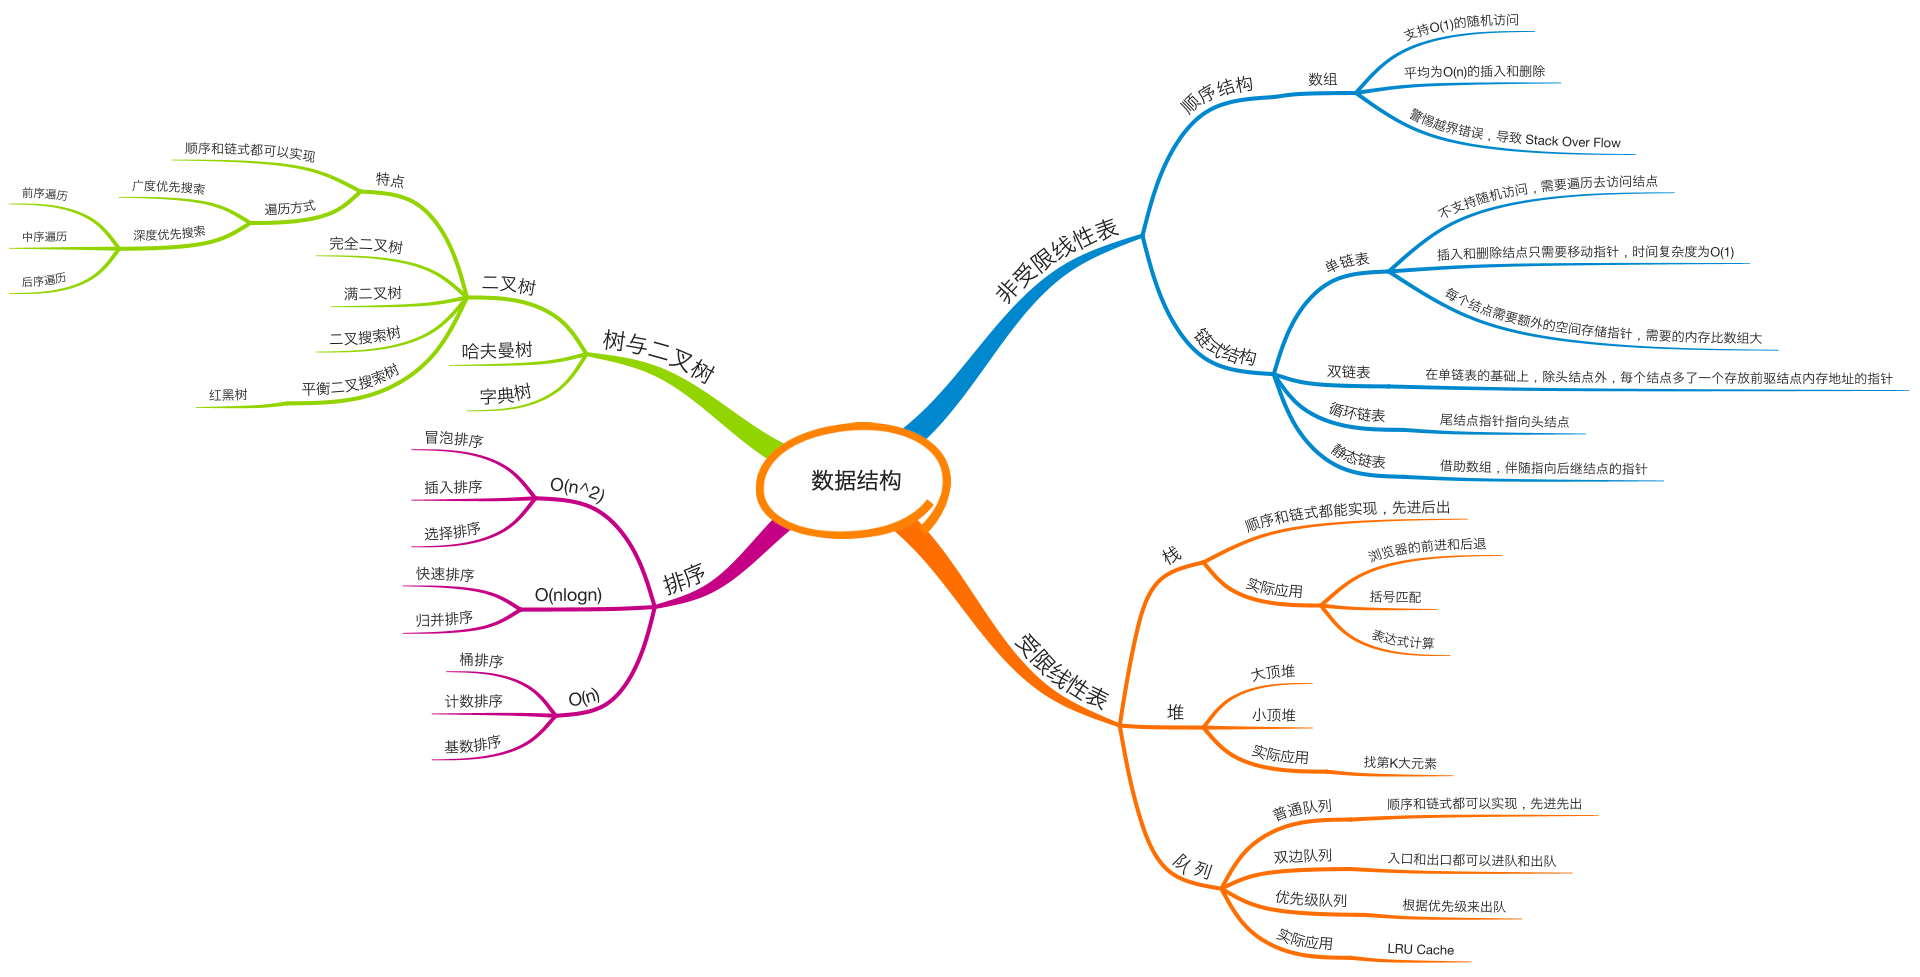 数据结构
非受限线性表
顺序结构
数组
支持O(1)的随机访问
平均为O(n)的插入和删除
警惕越界错误，导致 Stack Over Flow
链式结构
单链表
不支持随机访问，需要遍历去访问结点
插入和删除结点只需要移动指针，时间复杂度为O(1)
每个结点需要额外的空间存储指针，需要的内存比数组大
双链表
在单链表的基础上，除头结点外，每个结点多了一个存放前驱结点内存地址的指针
循环链表
尾结点指针指向头结点
静态链表
借助数组，伴随指向后继结点的指针
受限线性表
栈
顺序和链式都能实现，先进后出
实际应用
浏览器的前进和后退
括号匹配
表达式计算
堆
大顶堆
小顶堆
实际应用
找第K大元素
队列
普通队列
顺序和链式都可以实现，先进先出
双边队列
入口和出口都可以进队和出队
优先级队列
根据优先级来出队
实际应用
LRU Cache
树与二叉树
二叉树
特点
顺序和链式都可以实现
遍历方式
广度优先搜索
深度优先搜索
前序遍历
中序遍历
后序遍历
完全二叉树
满二叉树
二叉搜索树
平衡二叉搜索树
红黑树
哈夫曼树
字典树
排序
O(n^2)
冒泡排序
插入排序
选择排序
O(nlogn)
快速排序
归并排序
O(n)
桶排序
计数排序
基数排序